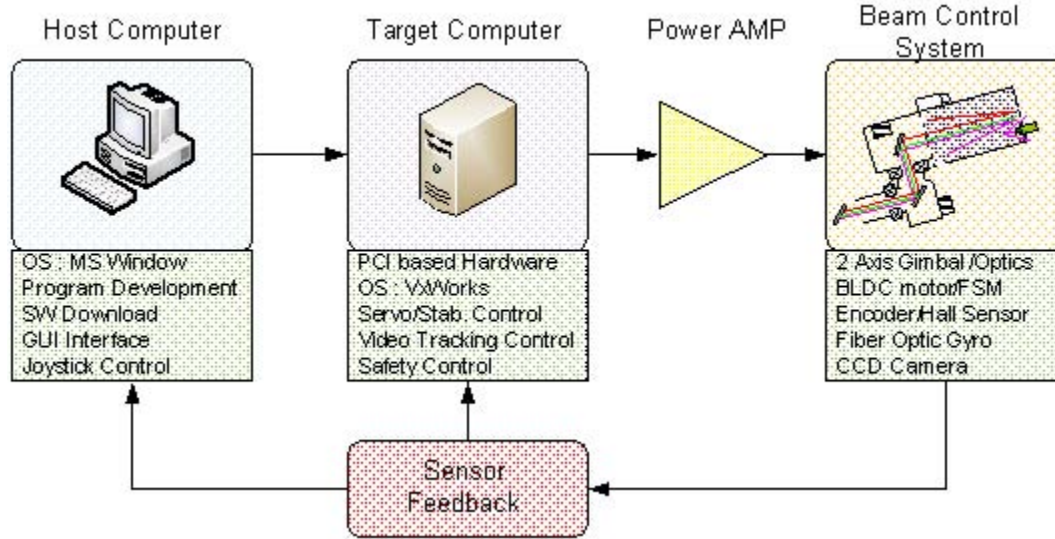 Host Computer
Target Computer
Power AMP
Beam Control
System
OS : MS Window
Program Development
SW Download
GUI Interface
Joystick Control
PCI based Hardware
OS : VxWorks
Servo/Stab. Control
Video Tracking Control
Safety Control
2 Axis Gimbal /Optics
BLDC motor/FSM
Encoder/Hall Sensor
Fiber Optic Gyro
CCD Camera
Sensor
Feedback